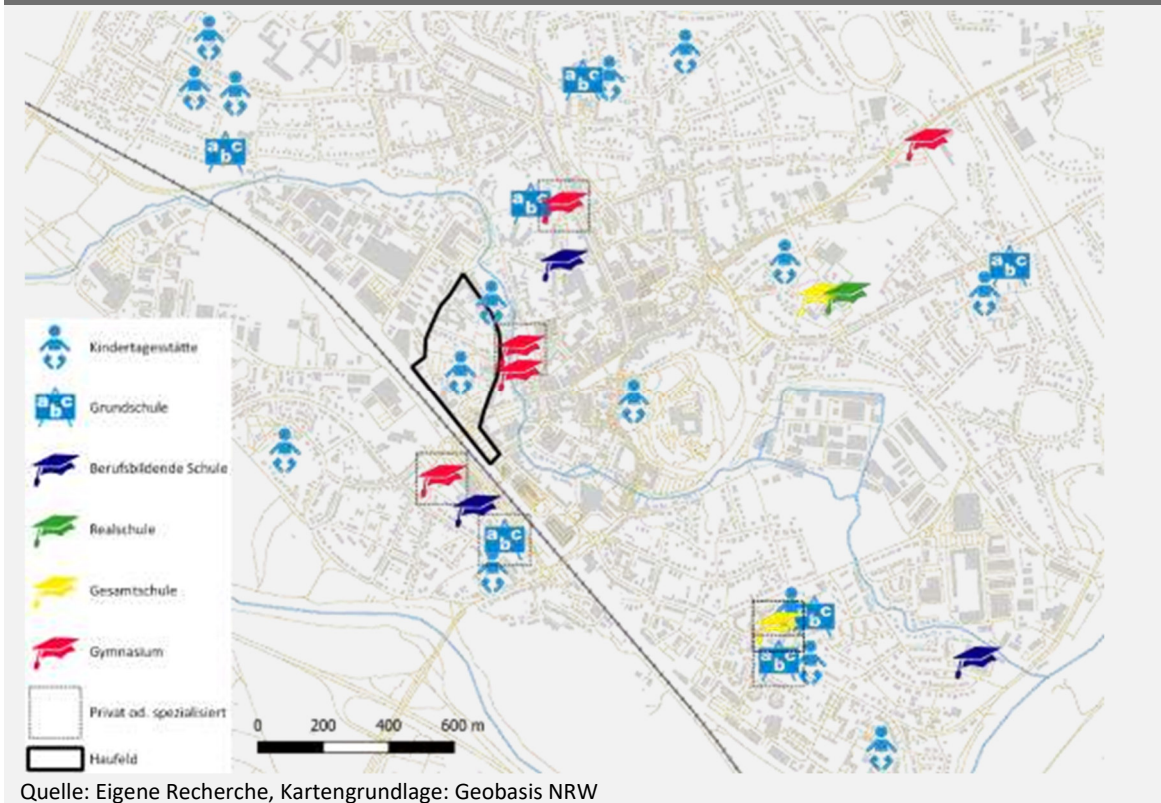 Kindertagesstätte
Grundschule
Berufsbildende Schule
Realschule
Gesamtschule
Gymnasium
Privat od. spezialisiert
Haufeld
0 200 400 600 m
a b c
a b c
a b c
a b c
a b c
a b c
a b c
a b c
Quelle: Eigene Recherche, Kartengrundlage: Geobasis NRW